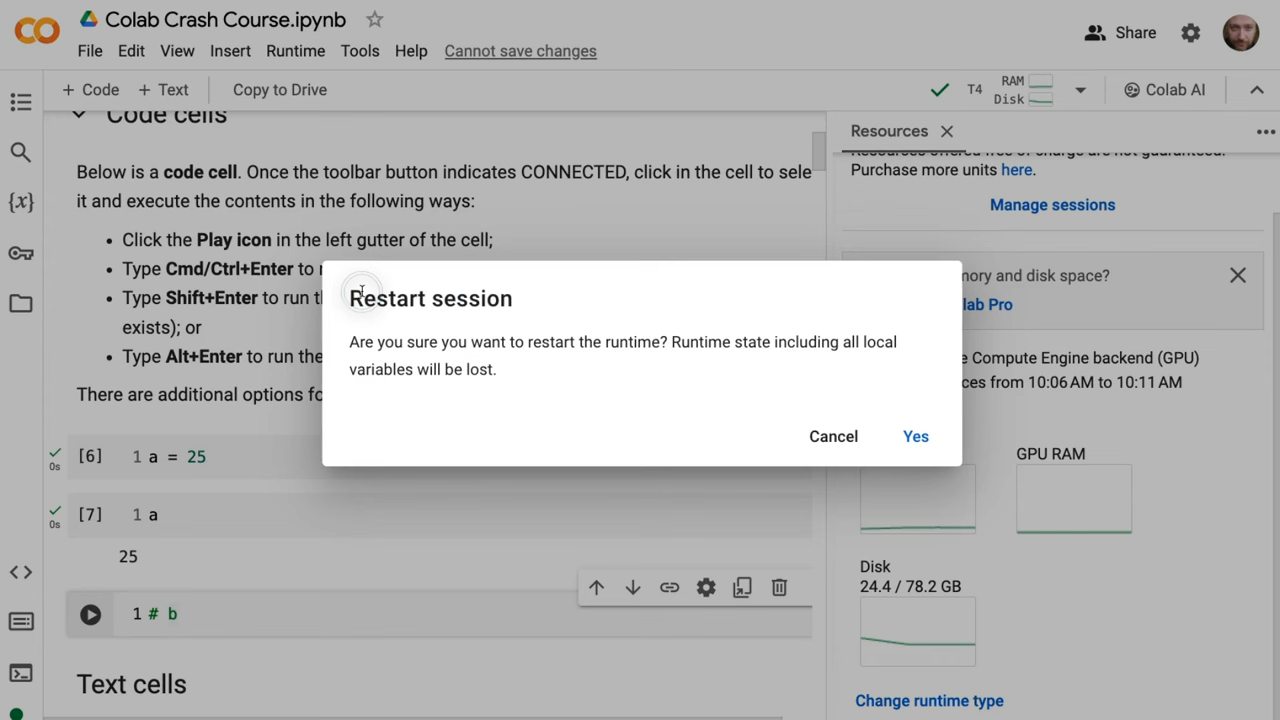 Colab Crash Course.ipynb
File Edit View Insert Runtime Tools Help Cannot save changes
Share
+ Code + Text Copy to Drive
T4 RAM Disk
Colab AI
Code cells
Below is a code cell. Once the toolbar button indicates CONNECTED, click in the cell to sele
it and execute the contents in the following ways:
• Click the Play icon in the left gutter of the cell;
• Type Cmd/Ctrl+Enter to
• Type Shift+Enter to run
exists); or
• Type Alt+Enter to run the
There are additional options
[6] 1 a = 25
0s
[7] 1 a
0s
25
1 # b
Text cells
Restart session
Are you sure you want to restart the runtime? Runtime state including all local
variables will be lost.
Cancel Yes
Resources
Resources offered free of charge are not guaranteed.
Purchase more units here.
Manage sessions
and disk space?
Pro
Compute Engine backend (GPU)
from 10:06 AM to 10:11 AM
GPU RAM
Disk
24.4 / 78.2 GB
Change runtime type